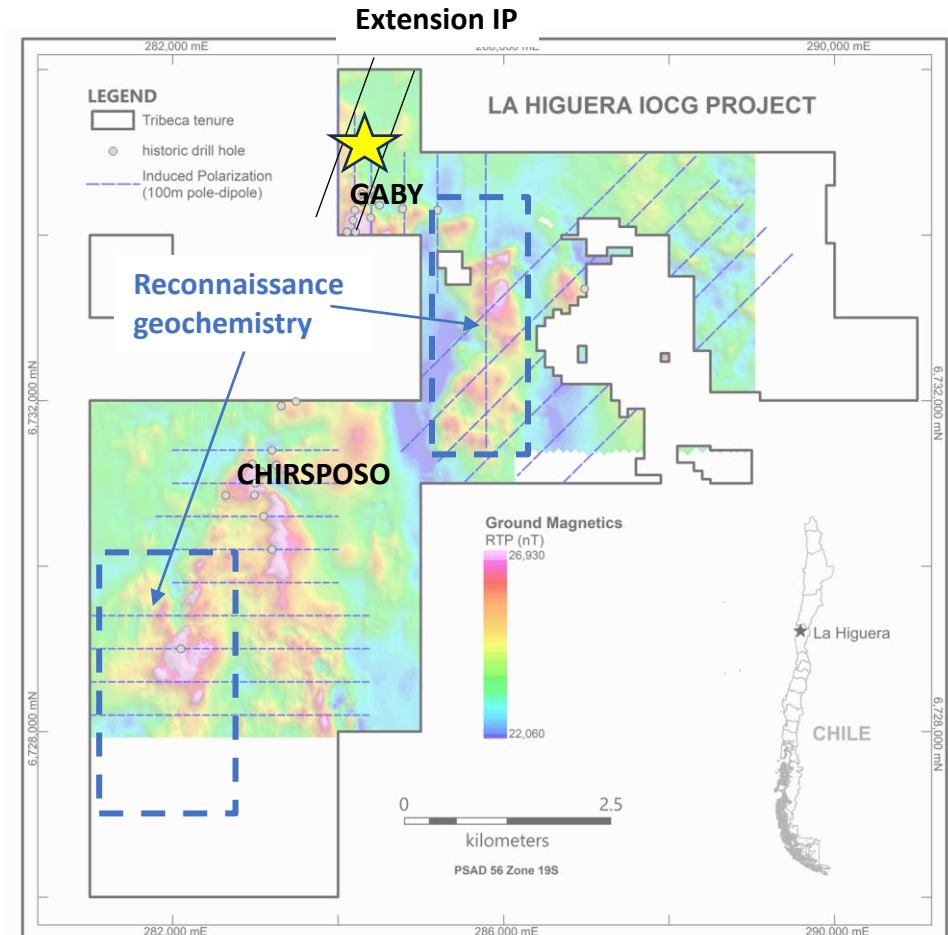 Extension IP
282,000 mE
286,000 mE
290,000 mE
LEGEND
Tribeca tenure
historic drill hole
Induced Polarization
(100m pole-dipole)
LA HIGUERA IOCG PROJECT
GABY
Reconnaissance
geochemistry
6,732,000 mN
6,732,000 mN
CHIRSPOSO
Ground Magnetics
RTP (nT)
26,930
22,060
La Higuera
CHILE
6,728,000 mN
6,728,000 mN
0
2.5
kilometers
PSAD 56 Zone 19S
282,000 mE
286,000 mE
290,000 mE